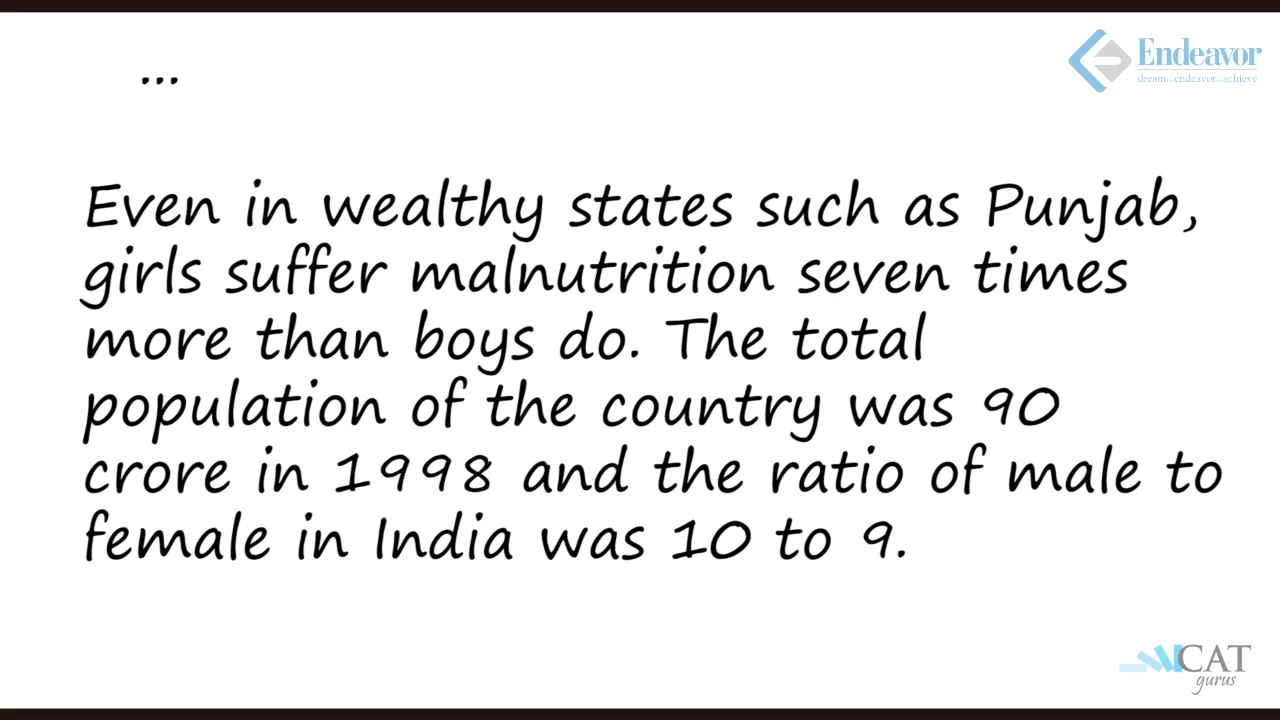 ...
Endeavor
dream...endeavor...achieve
Even in wealthy states such as Punjab,
girls suffer malnutrition seven times
more than boys do. The total
population of the country was 90
crore in 1998 and the ratio of male to
female in India was 10 to 9.
CAT
gurus